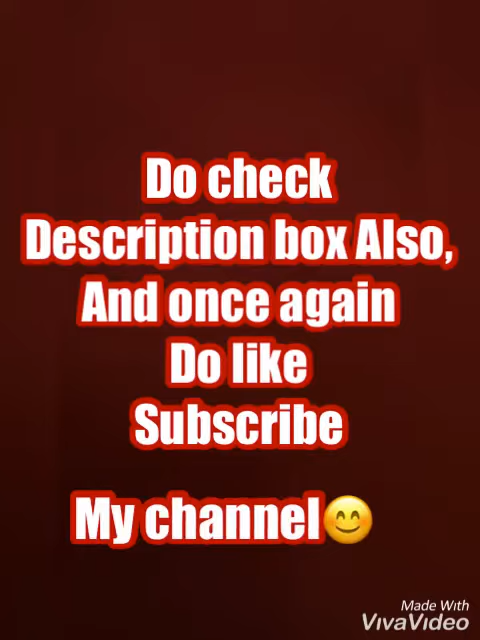 Do check
Description box Also,
And once again
Do like
Subscribe
My channel😊
Made With
VivaVideo